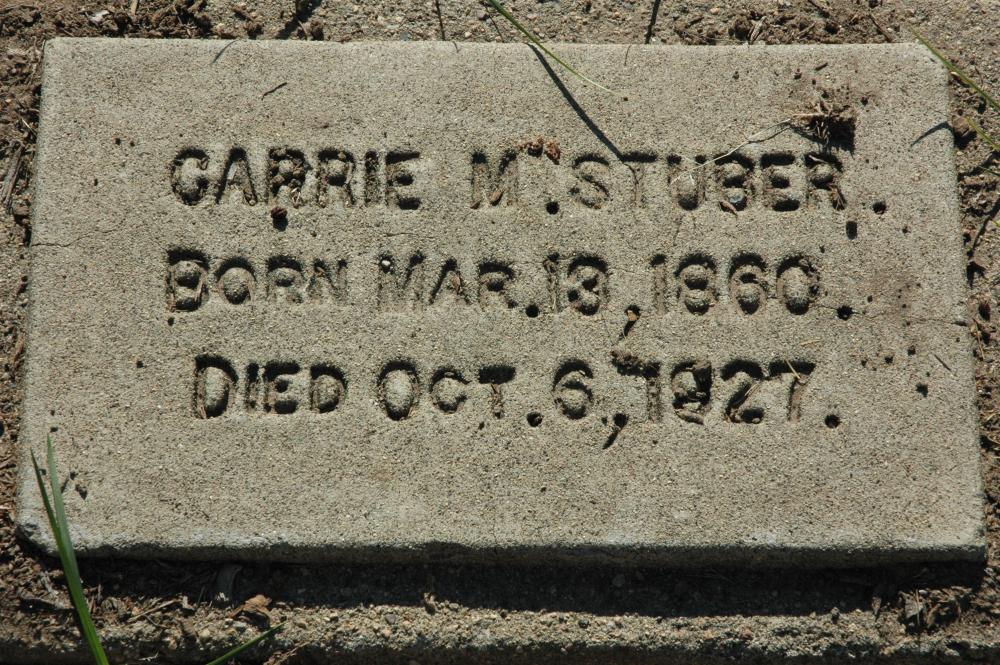 CARRIE M. STUBER.
BORN MAR. 13, 1860.
DIED OCT. 6, 1927.